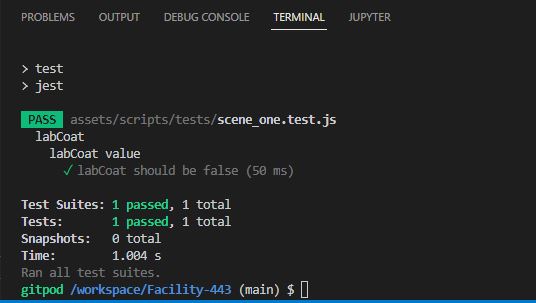 PROBLEMS OUTPUT DEBUG CONSOLE TERMINAL JUPYTER
> test
> jest
PASS assets/scripts/tests/scene_one.test.js
labCoat
labCoat value
✓ labCoat should be false (50 ms)
Test Suites: 1 passed, 1 total
Tests: 1 passed, 1 total
Snapshots: 0 total
Time: 1.004 s
Ran all test suites.
gitpod /workspace/Facility-443 (main) $